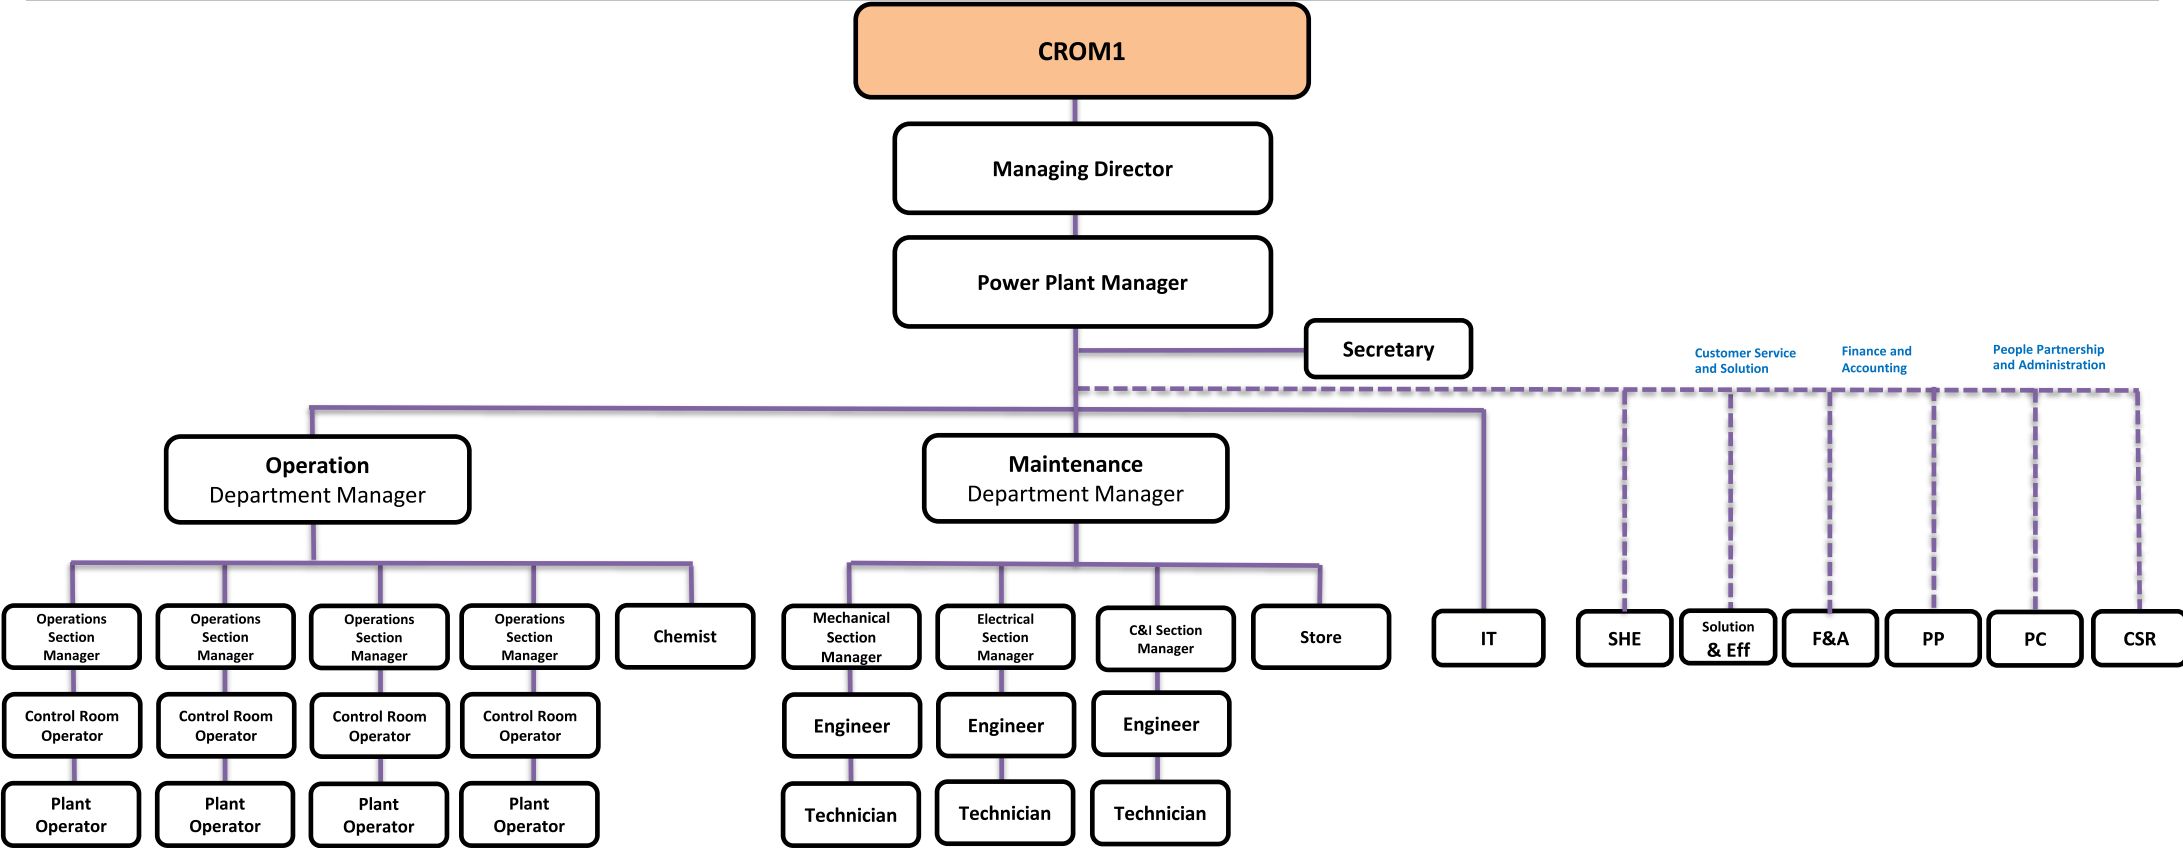 CROM1
Managing Director
Power Plant Manager
Secretary
Customer Service
and Solution
Finance and
Accounting
People Partnership
and Administration
Operation
Department Manager
Maintenance
Department Manager
Operations
Section
Manager
Operations
Section
Manager
Operations
Section
Manager
Operations
Section
Manager
Chemist
Mechanical
Section
Manager
Electrical
Section
Manager
C&I Section
Manager
Store
IT
SHE
Solution
& Eff
F&A
PP
PC
CSR
Control Room
Operator
Control Room
Operator
Control Room
Operator
Control Room
Operator
Engineer
Engineer
Engineer
Plant
Operator
Plant
Operator
Plant
Operator
Plant
Operator
Technician
Technician
Technician